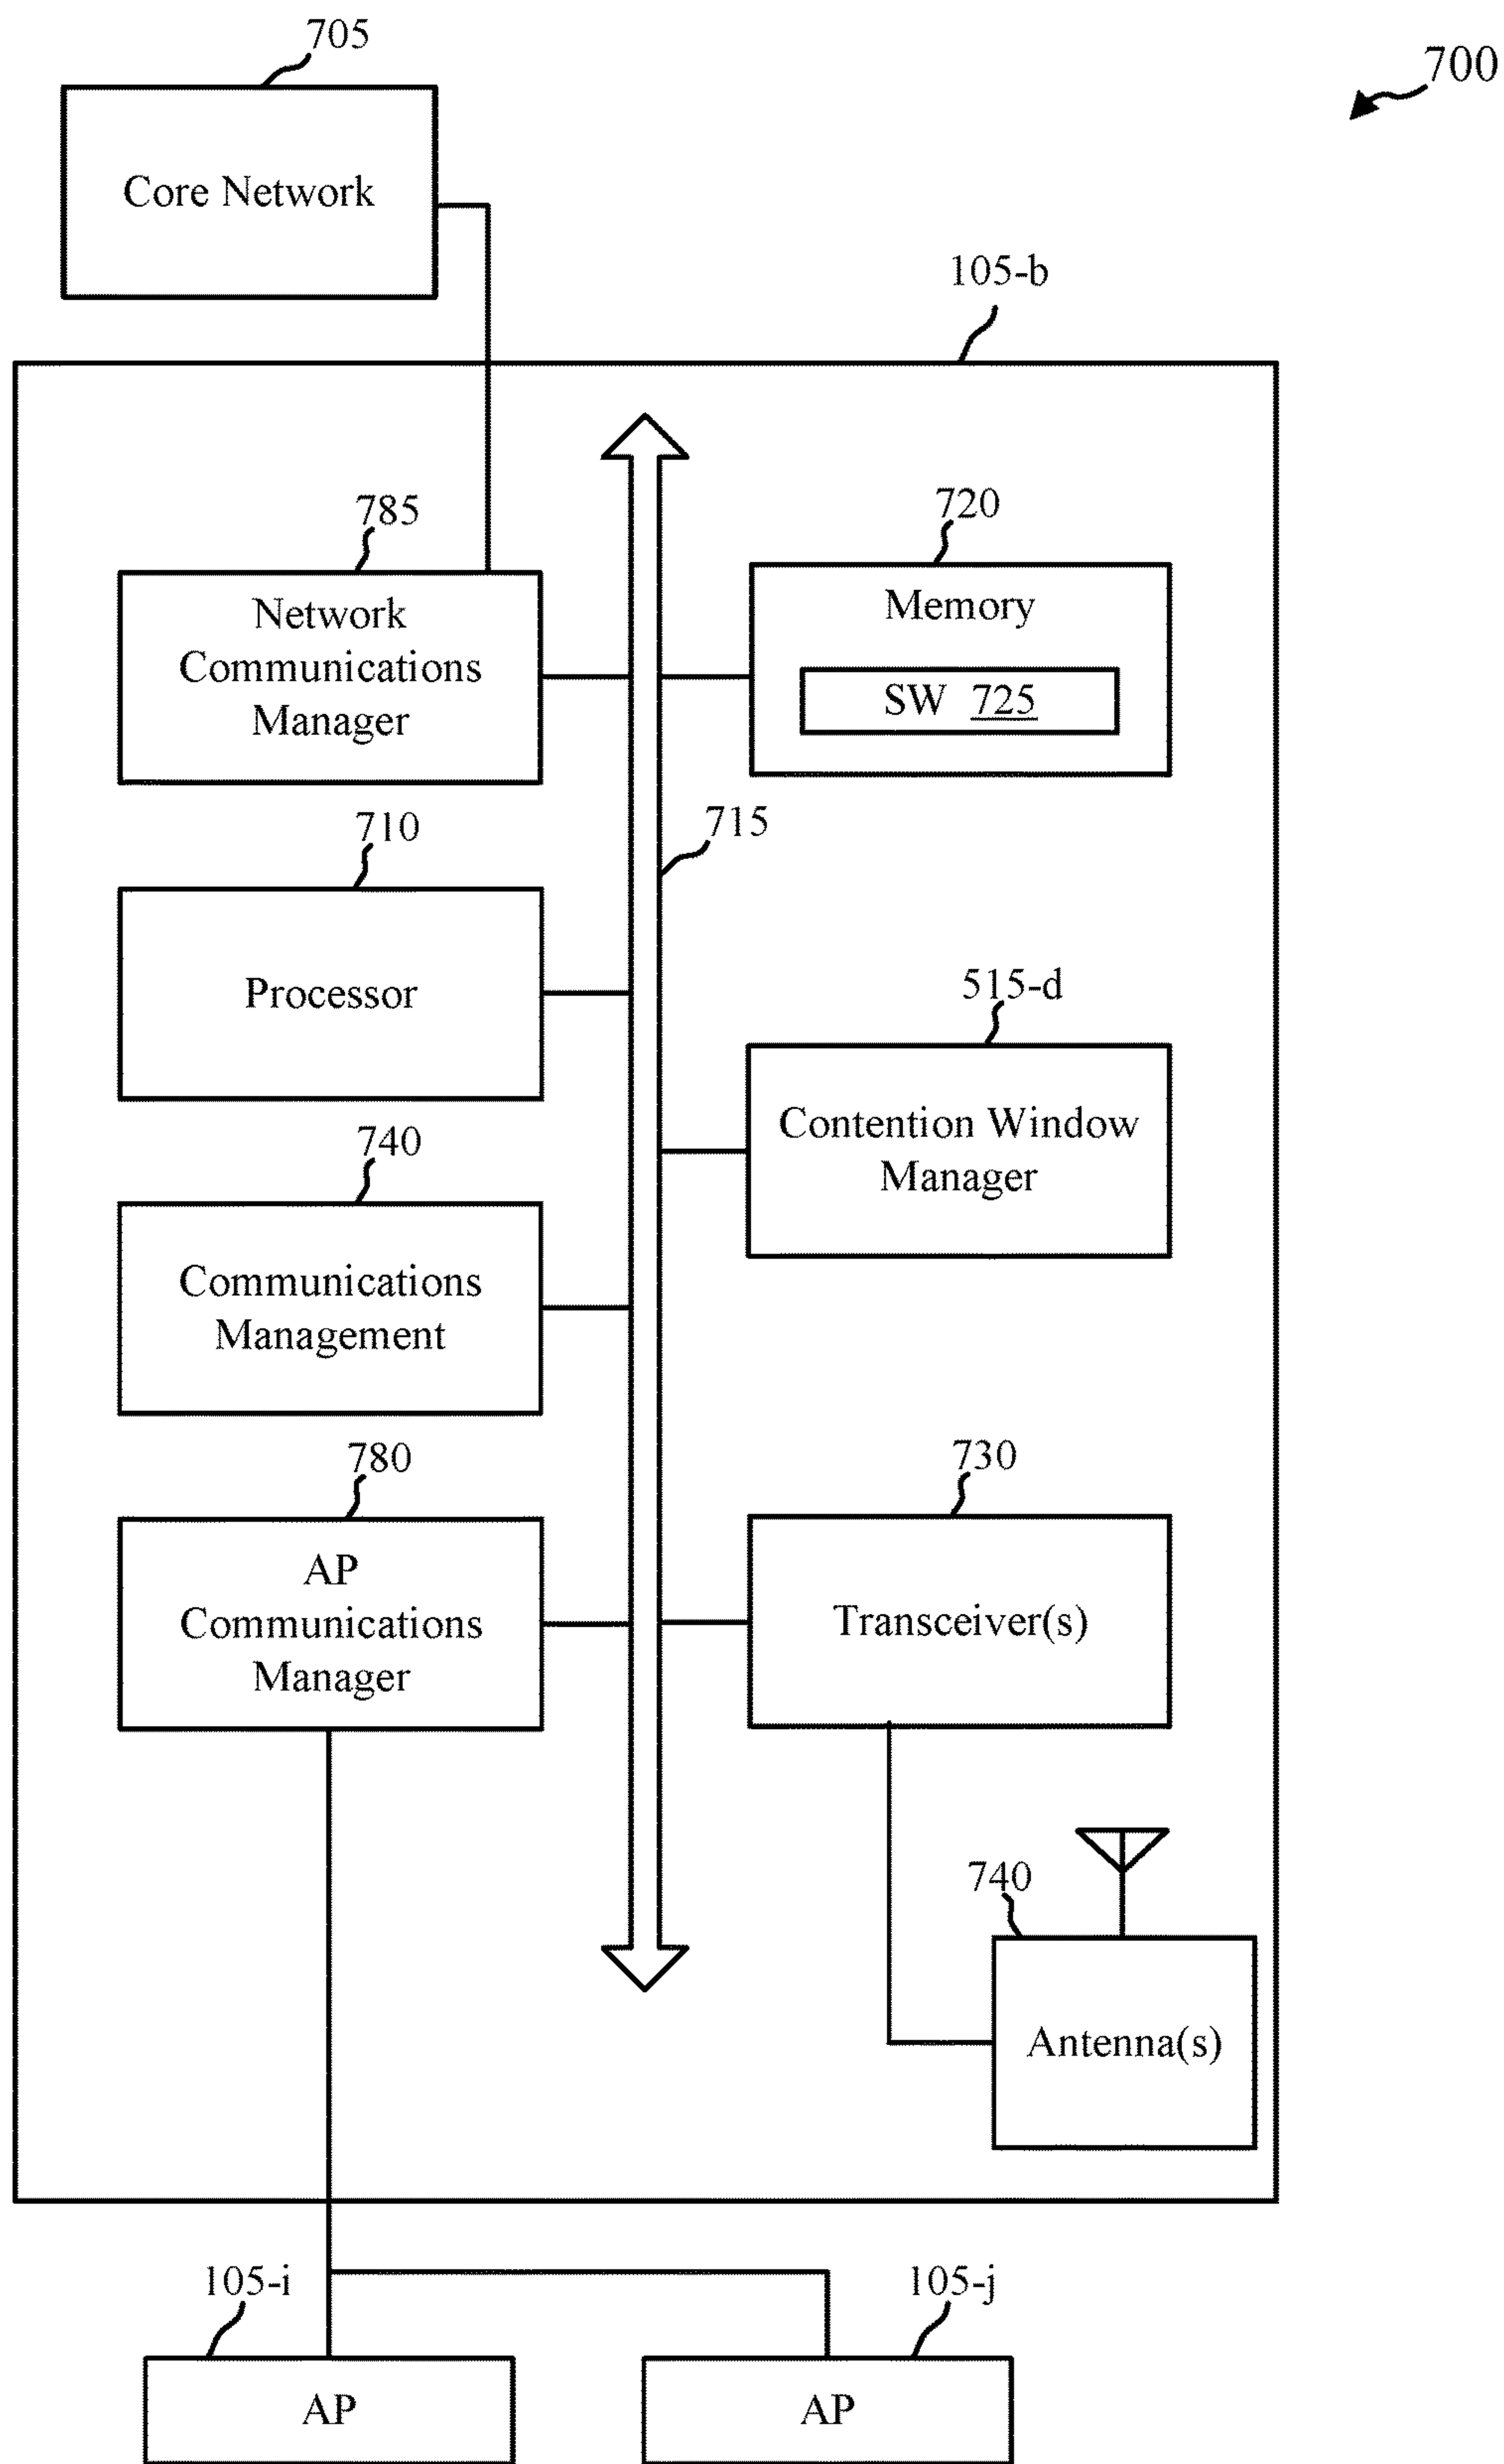 705
700
Core Network
105-b
785
720
Network
Communications
Manager
Memory
SW 725
710
715
Processor
515-d
Contention Window
Manager
740
Communications
Management
780
730
AP
Communications
Manager
Transceiver(s)
740
Antenna(s)
105-i
105-j
AP
AP